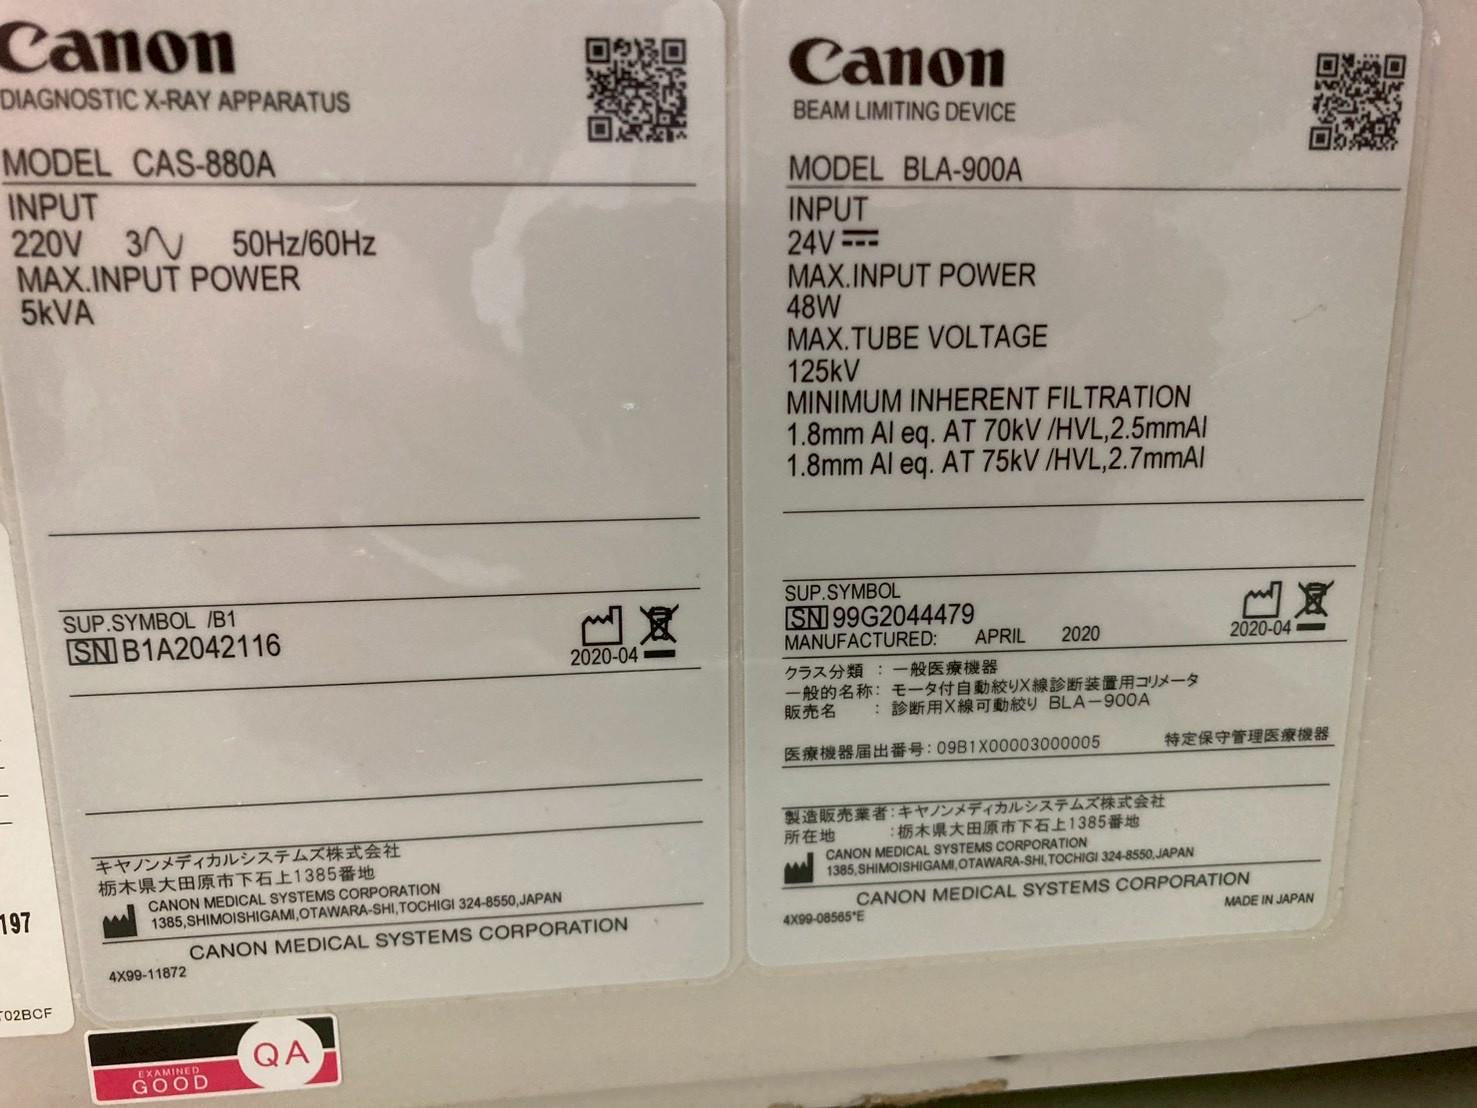 Canon
DIAGNOSTIC X-RAY APPARATUS
MODEL CAS-880A
INPUT
220V 3∿ 50Hz/60Hz
MAX.INPUT POWER
5kVA
SUP.SYMBOL /B1
SN B1A2042116
2020-04
キヤノンメディカルシステムズ株式会社
栃木県大田原市下石上1385番地
CANON MEDICAL SYSTEMS CORPORATION
1385,SHIMOISHIGAMI,OTAWARA-SHI,TOCHIGI 324-8550,JAPAN
CANON MEDICAL SYSTEMS CORPORATION
4X99-11872
Canon
BEAM LIMITING DEVICE
MODEL BLA-900A
INPUT
24V
MAX.INPUT POWER
48W
MAX.TUBE VOLTAGE
125kV
MINIMUM INHERENT FILTRATION
1.8mm Al eq. AT 70kV /HVL,2.5mmAl
1.8mm Al eq. AT 75kV /HVL,2.7mmAl
SUP.SYMBOL
SN 99G2044479
MANUFACTURED: APRIL 2020
2020-04
クラス分類 : 一般医療機器
一般的名称: モータ付自動絞りX線診断装置用コリメータ
販売名 : 診断用X線可動絞り BLA-900A
医療機器届出番号: 09B1X00003000005 特定保守管理医療機器
製造販売業者: キヤノンメディカルシステムズ株式会社
所在地 : 栃木県大田原市下石上1385番地
CANON MEDICAL SYSTEMS CORPORATION
1385,SHIMOISHIGAMI,OTAWARA-SHI,TOCHIGI 324-8550,JAPAN
CANON MEDICAL SYSTEMS CORPORATION
4X99-08565*E MADE IN JAPAN
197
T02BCF
EXAMINED
GOOD
QA